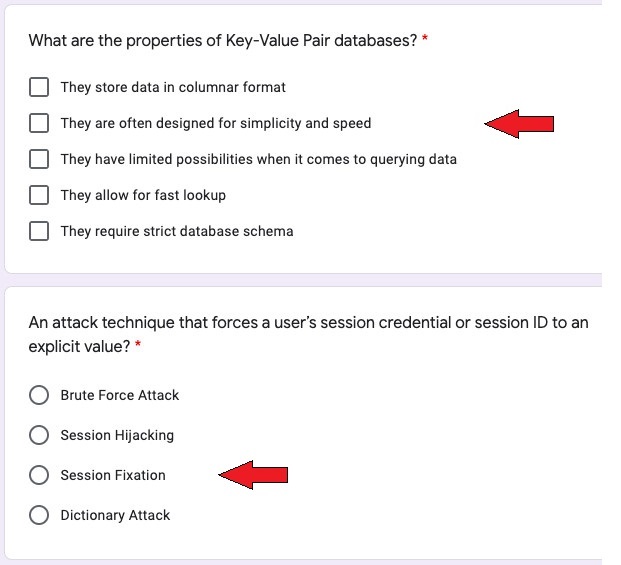 What are the properties of Key-Value Pair databases? *
They store data in columnar format
They are often designed for simplicity and speed
They have limited possibilities when it comes to querying data
They allow for fast lookup
They require strict database schema
An attack technique that forces a user's session credential or session ID to an
explicit value? *
Brute Force Attack
Session Hijacking
Session Fixation
Dictionary Attack